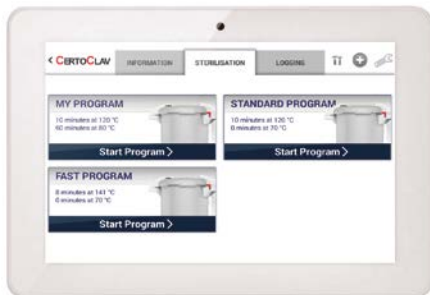 < CERTOCLAV INFORMATION STERILISATION LOGGING
MY PROGRAM
10 minutes at 120 °C
60 minutes at 80 °C
Start Program >
STANDARD PROGRAM
10 minutes at 120 °C
0 minutes at 70 °C
Start Program >
FAST PROGRAM
8 minutes at 141 °C
0 minutes at 70 °C
Start Program >